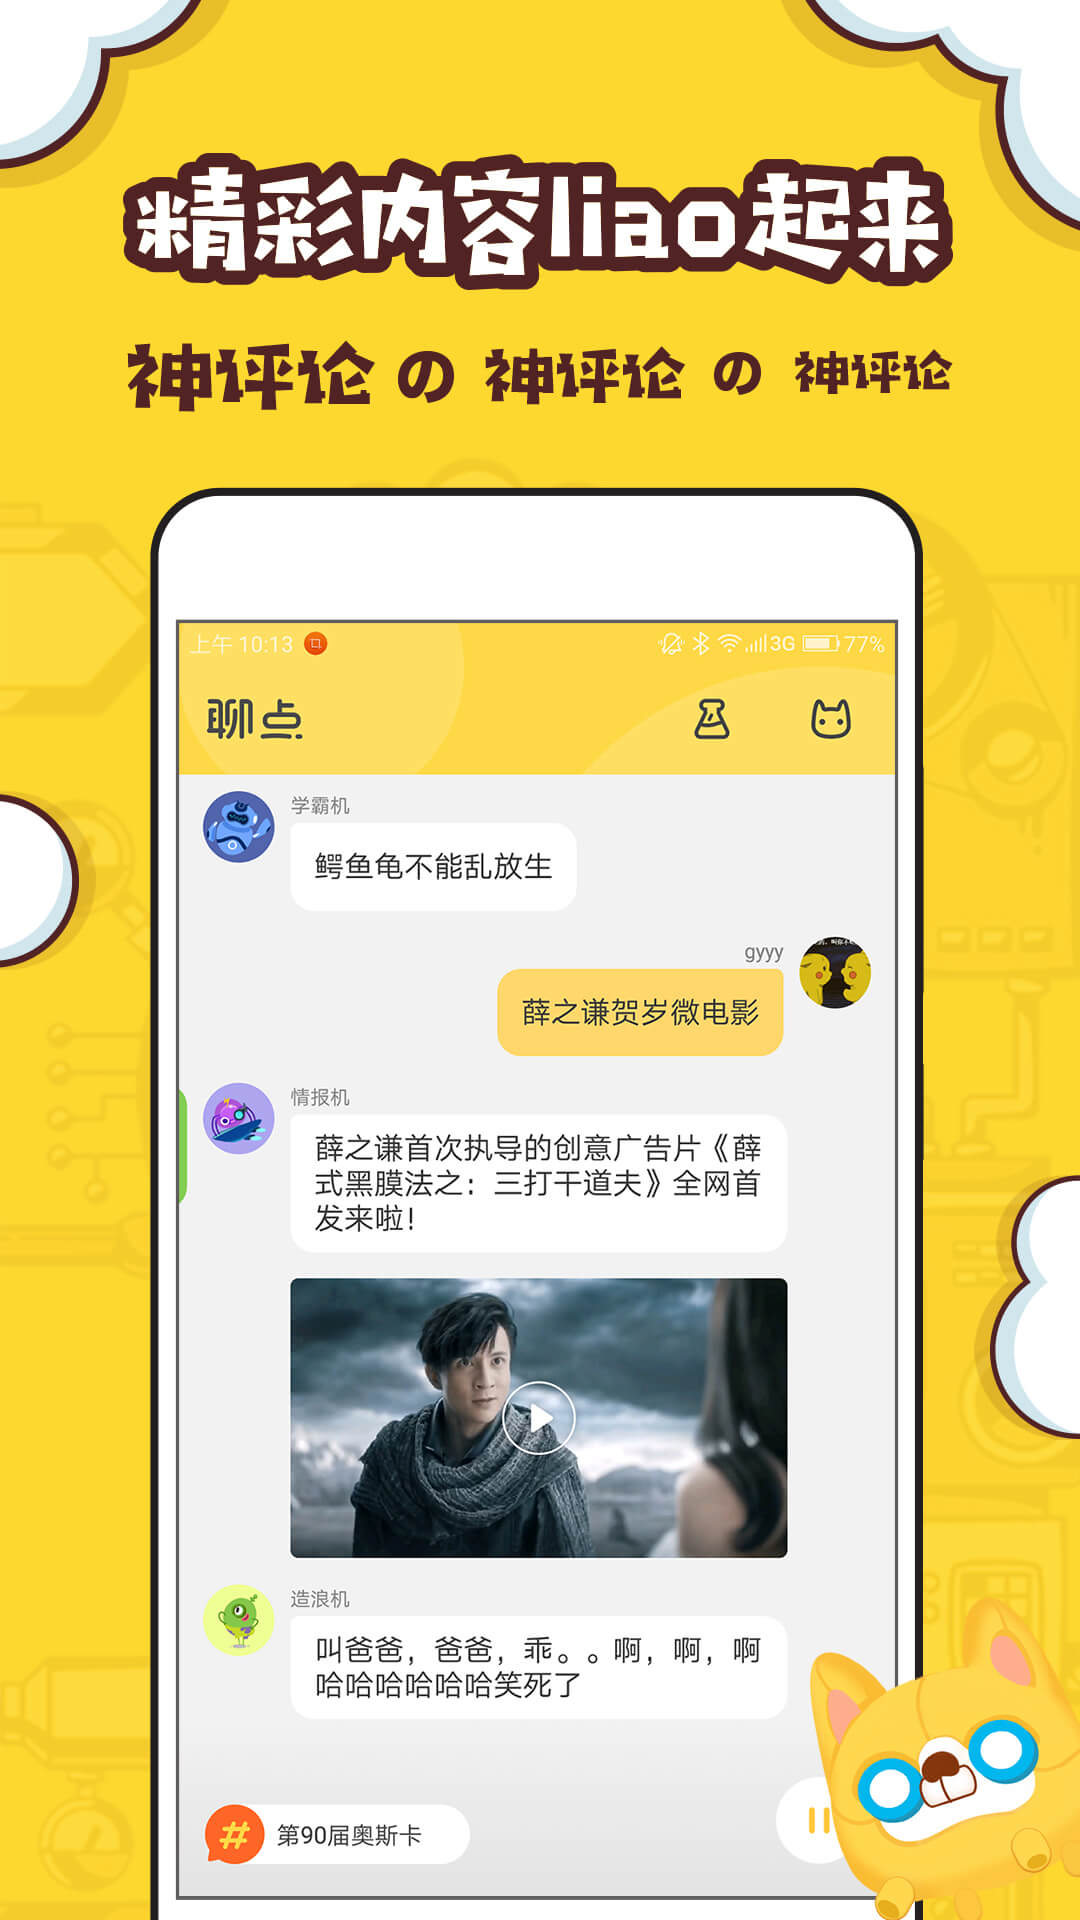 精彩内容liao起来
神评论 の 神评论 の 神评论
上午 10:13
3G 77%
聊点
学霸机
鳄鱼龟不能乱放生
gyyy
薛之谦贺岁微电影
情报机
薛之谦首次执导的创意广告片《薛
式黑膜法之：三打干道夫》全网首
发来啦！
造浪机
叫爸爸，爸爸，乖。。啊，啊，啊
哈哈哈哈哈哈笑死了
# 第90届奥斯卡